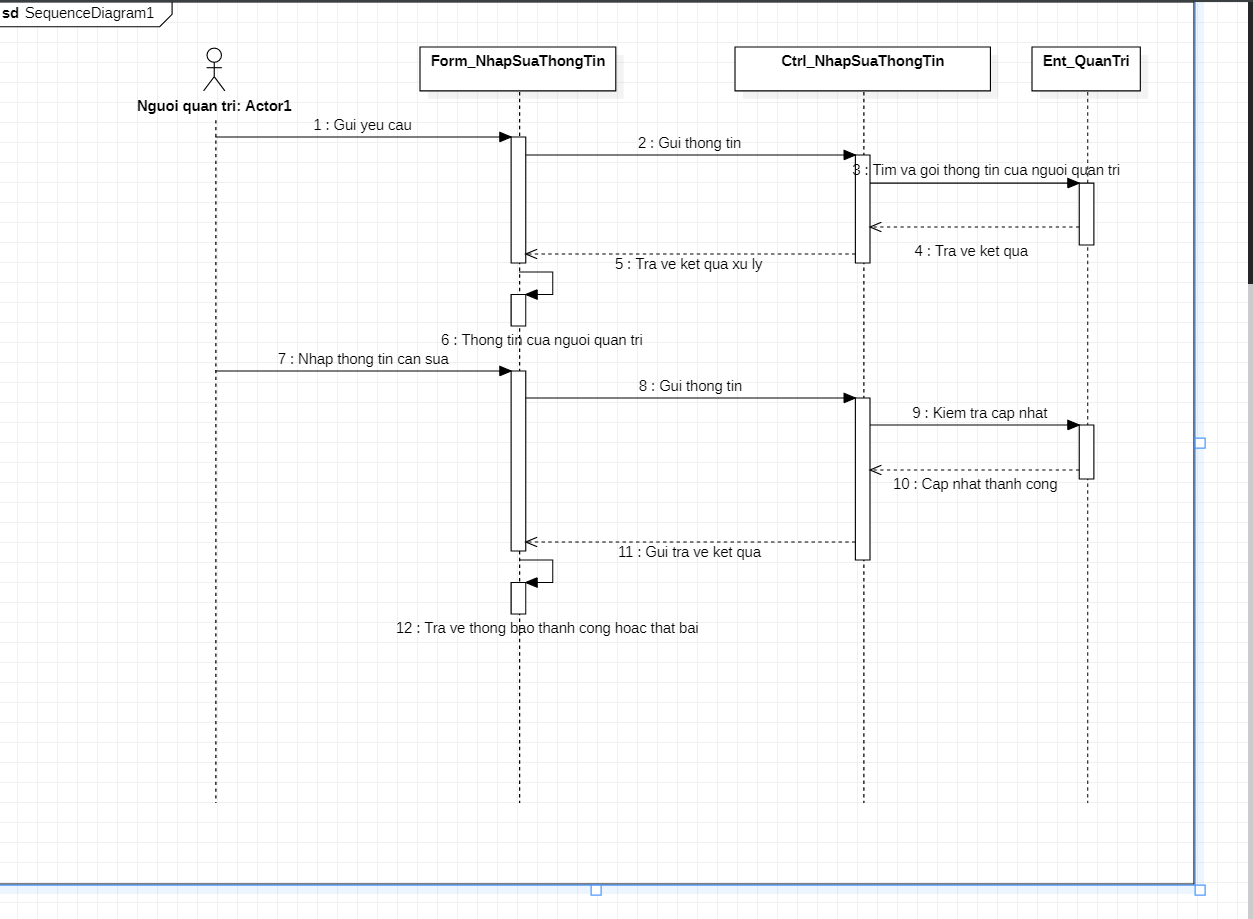 sd SequenceDiagram1
Form_NhapSuaThongTin
Ctrl_NhapSuaThongTin
Ent_QuanTri
Nguoi quan tri: Actor1
1 : Gui yeu cau
2 : Gui thong tin
3 : Tim va goi thong tin cua nguoi quan tri
4 : Tra ve ket qua
5 : Tra ve ket qua xu ly
6 : Thong tin cua nguoi quan tri
7 : Nhap thong tin can sua
8 : Gui thong tin
9 : Kiem tra cap nhat
10 : Cap nhat thanh cong
11 : Gui tra ve ket qua
12 : Tra ve thong bao thanh cong hoac that bai